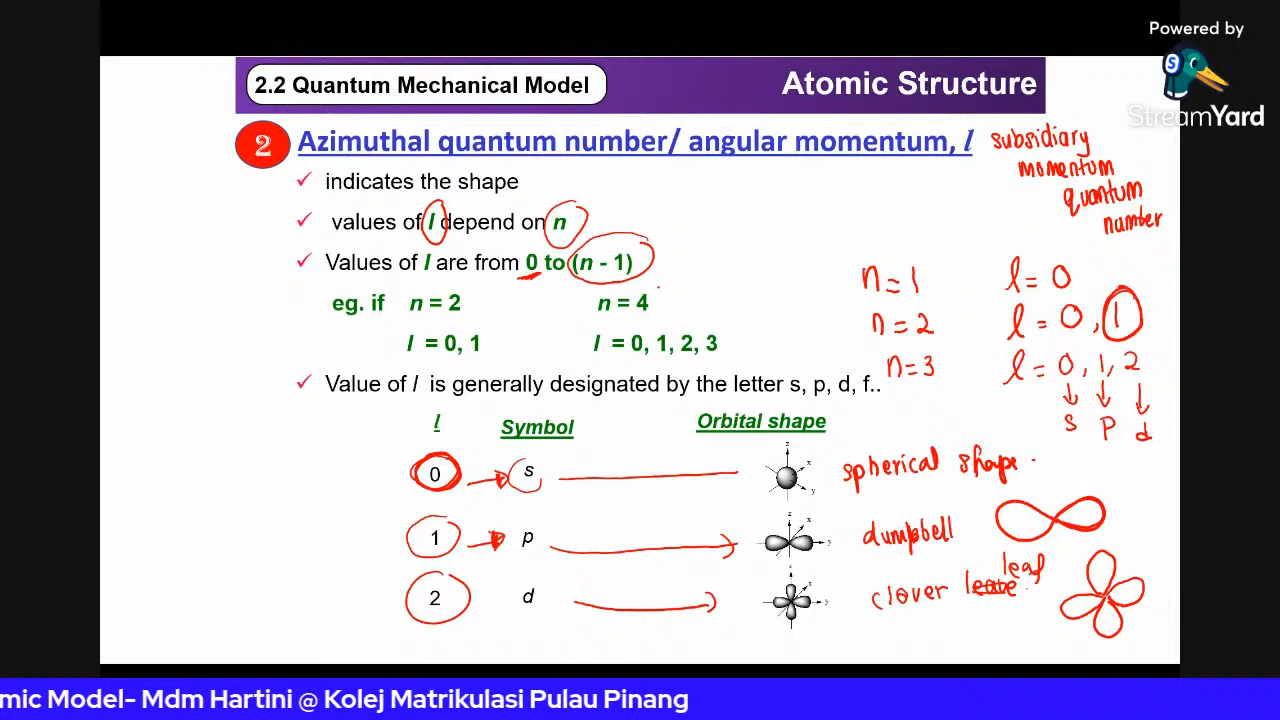 Powered by
StreamYard
2.2 Quantum Mechanical Model
Atomic Structure
2
Azimuthal quantum number/ angular momentum, l
subsidiary
momentum
quantum
number
✓ indicates the shape
✓ values of l depend on n
✓ Values of l are from 0 to (n - 1)
eg. if n = 2 n = 4
l = 0, 1 l = 0, 1, 2, 3
n = 1 l = 0
n = 2 l = 0, 1
n = 3 l = 0, 1, 2
s p d
✓ Value of l is generally designated by the letter s, p, d, f..
l Symbol Orbital shape
0 s z x y spherical shape.
1 p z x y dumpbell
2 d z x y clover leave leaf
omic Model- Mdm Hartini @ Kolej Matrikulasi Pulau Pinang